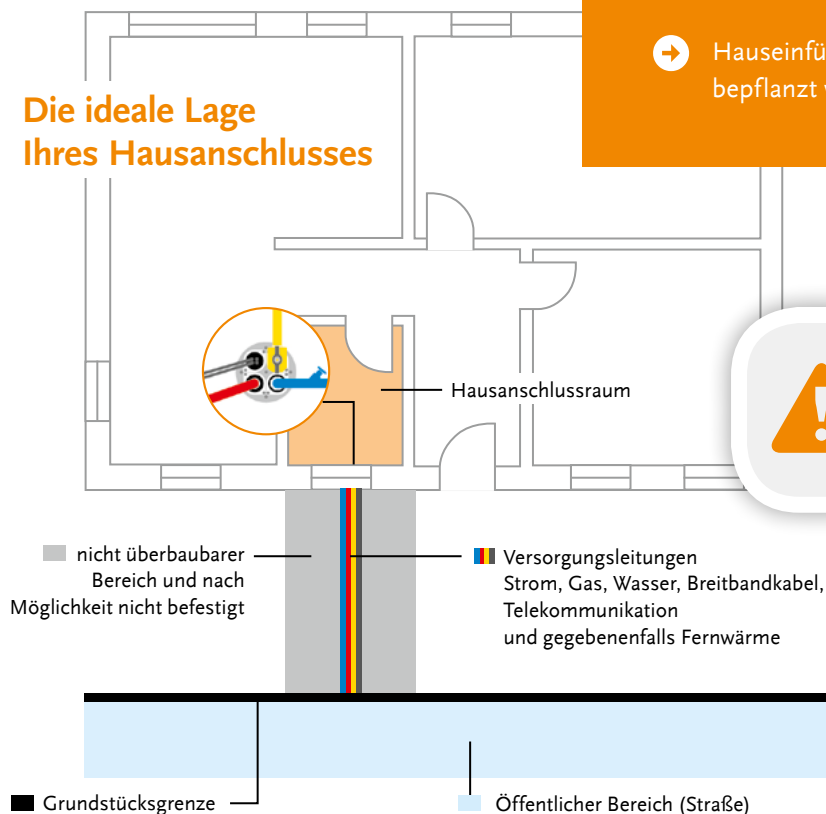 Die ideale Lage
Ihres Hausanschlusses
bepflanzt
Hausanschlussraum
nicht überbaubarer
Bereich und nach
Möglichkeit nicht befestigt
Versorgungsleitungen
Strom, Gas, Wasser, Breitbandkabel,
Telekommunikation
und gegebenenfalls Fernwärme
Grundstücksgrenze
Öffentlicher Bereich (Straße)